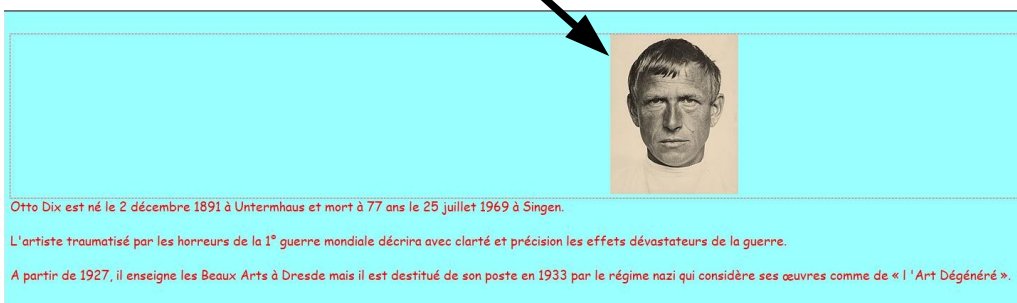 Otto Dix est né le 2 décembre 1891 à Untermhaus et mort à 77 ans le 25 juillet 1969 à Singen.
L'artiste traumatisé par les horreurs de la 1° guerre mondiale décrira avec clarté et précision les effets dévastateurs de la guerre.
A partir de 1927, il enseigne les Beaux Arts à Dresde mais il est destitué de son poste en 1933 par le régime nazi qui considère ses œuvres comme de « l 'Art Dégénéré ».